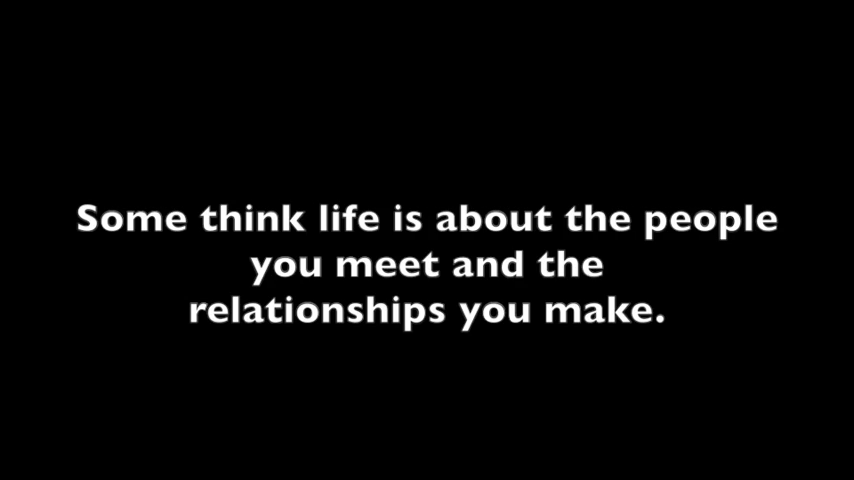 Some think life is about the people
you meet and the
relationships you make.